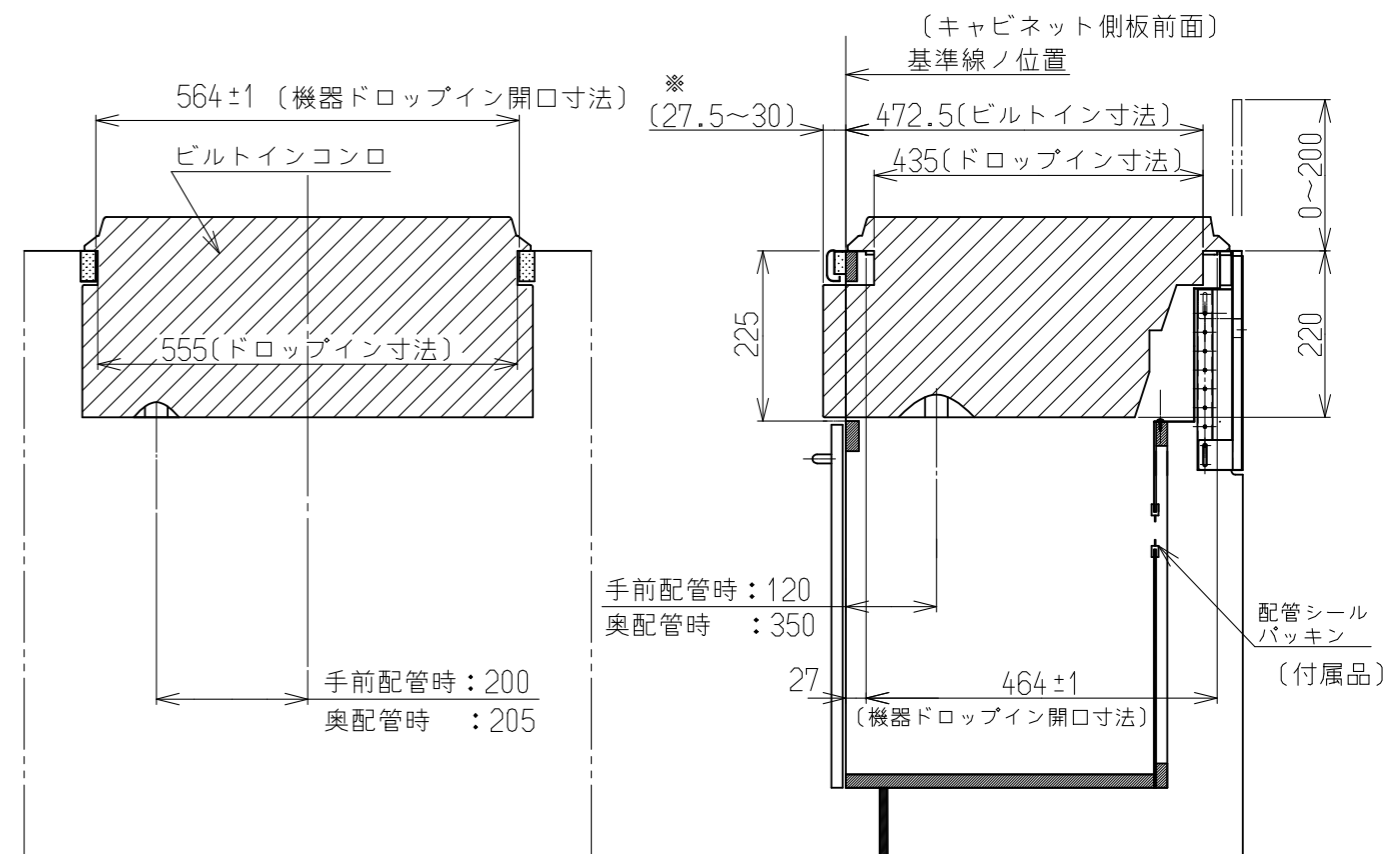 〔キャビネット側板前面〕
基準線ノ位置
※
564±1 〔機器ドロップイン開口寸法〕
(27.5～30)
472.5(ビルトイン寸法)
ビルトインコンロ
435(ドロップイン寸法)
0～200
225
220
555(ドロップイン寸法)
手前配管時：120
奥配管時　：350
配管シール
パッキン
〔付属品〕
手前配管時：200
奥配管時　：205
27
464±1
〔機器ドロップイン開口寸法〕